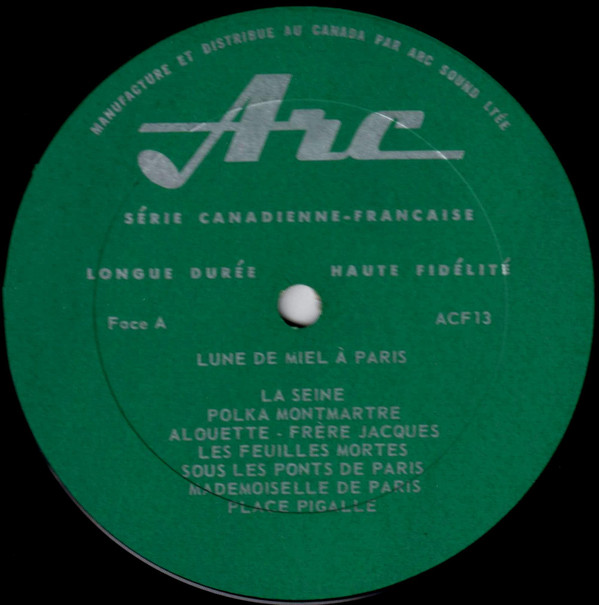 MANUFACTURE ET DISTRIBUE AU CANADA PAR ARC SOUND LTÉE
Arc
SÉRIE CANADIENNE-FRANCAISE
LONGUE DURÉE HAUTE FIDÉLITÉ
Face A ACF13
LUNE DE MIEL À PARIS
LA SEINE
POLKA MONTMARTRE
ALOUETTE - FRÈRE JACQUES
LES FEUILLES MORTES
SOUS LES PONTS DE PARIS
MADEMOISELLE DE PARIS
PLACE PIGALLE